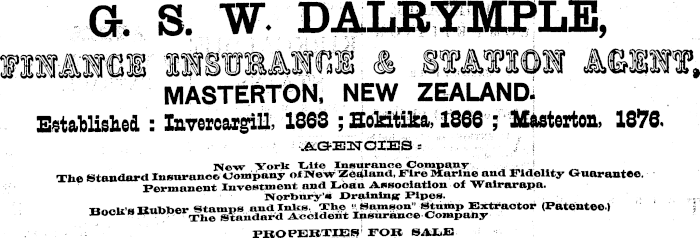 G. S. W. DALRYMPLE,
FINANCE INSURANCE & STATION AGENT,
MASTERTON, NEW ZEALAND.
Established : Invercargill, 1863 ; Hokitika, 1866 ; Masterton, 1876.
AGENCIES :
New York Life Insurance Company
The Standard Insurance Company of New Zealand, Fire Marine and Fidelity Guarantee.
Permanent Investment and Loan Association of Wairarapa.
Norbury's Draining Pipes.
Bock's Rubber Stamps and Inks. The "Samson" Stump Extractor (Patentee.)
The Standard Accident Insurance Company
PROPERTIES FOR SALE